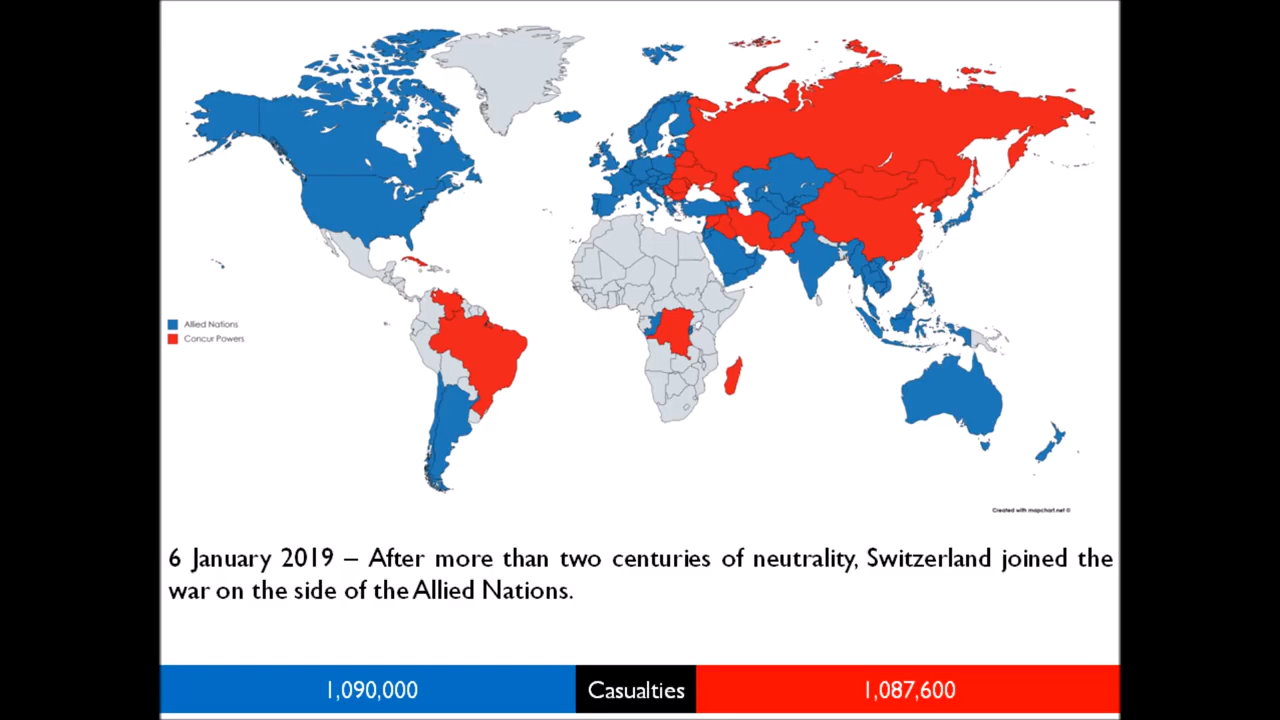 Allied Nations
Concur Powers
Created with mapchart.net ©
6 January 2019 – After more than two centuries of neutrality, Switzerland joined the
war on the side of the Allied Nations.
1,090,000 Casualties 1,087,600